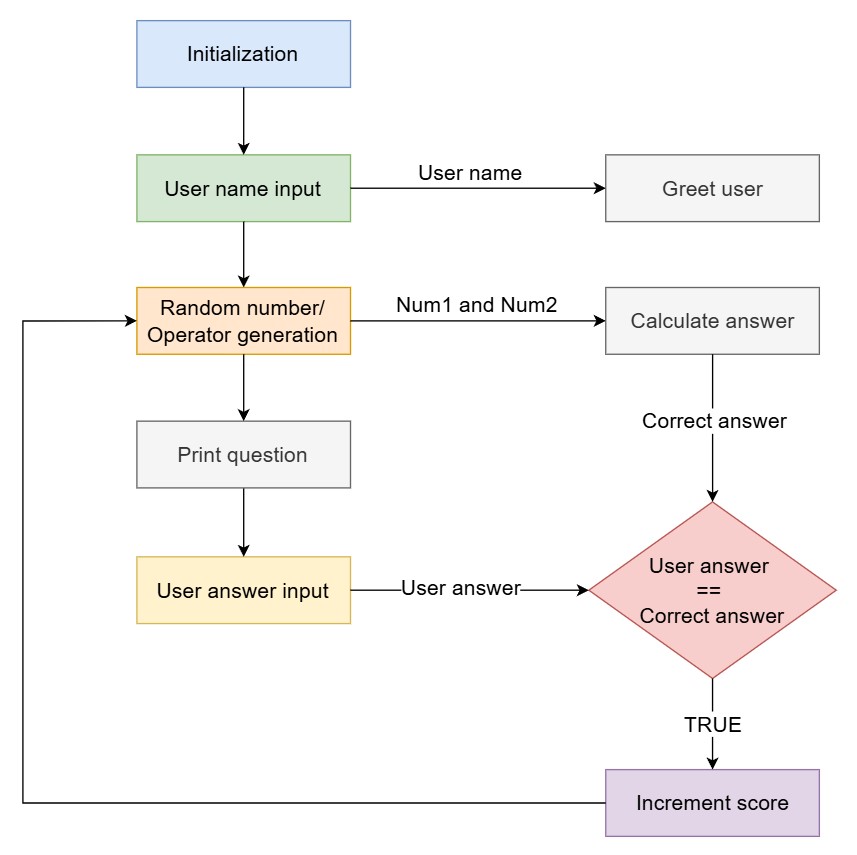 Initialization
User name input
User name
Greet user
Random number/
Operator generation
Num1 and Num2
Calculate answer
Correct answer
Print question
User answer input
User answer
User answer
==
Correct answer
TRUE
Increment score